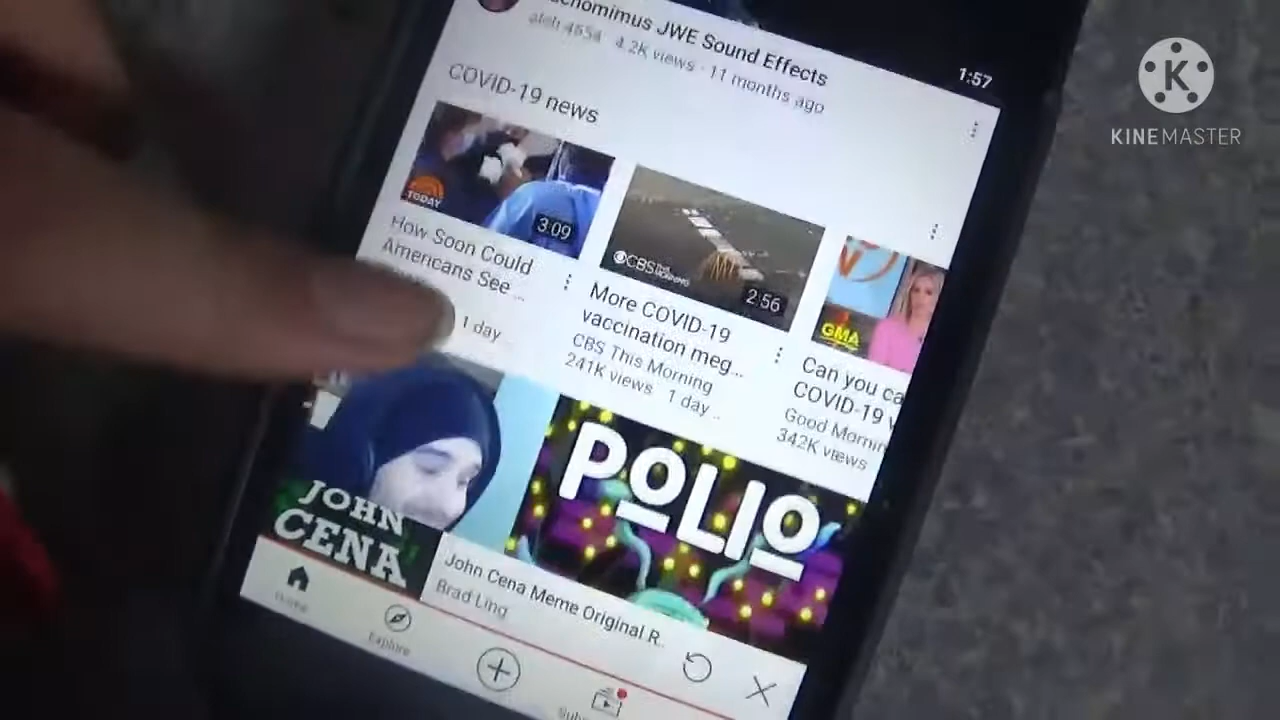 JWE Sound Effects
4.2K views · 11 months ago
1:57
KINEMASTER
COVID-19 news
TODAY
3:09
How Soon Could
Americans See ...
1 day
CBS THIS MORNING
2:56
More COVID-19
vaccination meg...
CBS This Morning
241K views · 1 day ..
GMA
Can you ca
COVID-19 v
Good Mornin
342K views
POLIO
JOHN
CENA
John Cena Meme Original R..
Brad Ling
Home
Explore